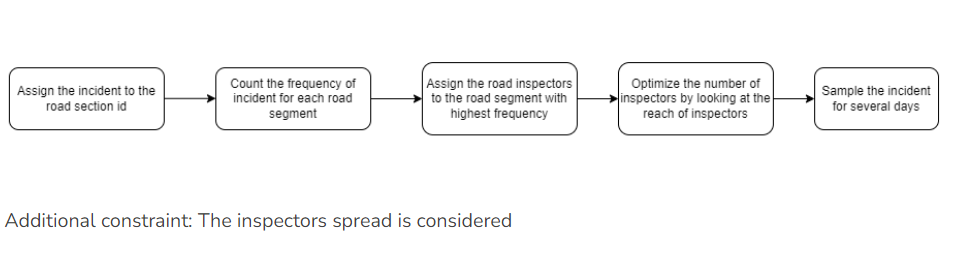 Assign the incident to the
road section id
Count the frequency of
incident for each road
segment
Assign the road inspectors
to the road segment with
highest frequency
Optimize the number of
inspectors by looking at the
reach of inspectors
Sample the incident
for several days
Additional constraint: The inspectors spread is considered